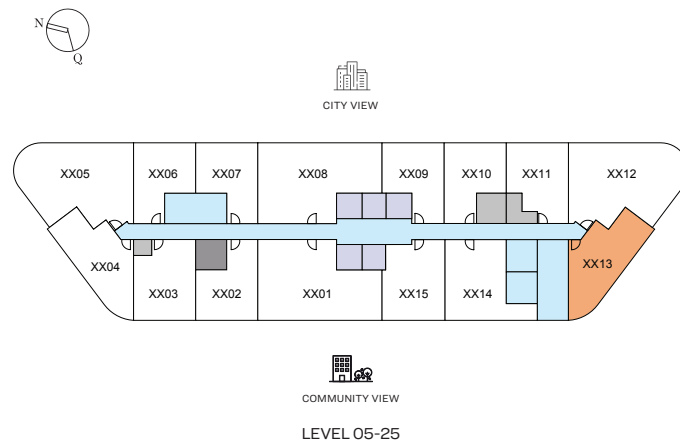 N
Q
CITY VIEW
XX05 XX06 XX07 XX08 XX09 XX10 XX11 XX12
XX04 XX13
XX03 XX02 XX01 XX15 XX14
COMMUNITY VIEW
LEVEL 05-25